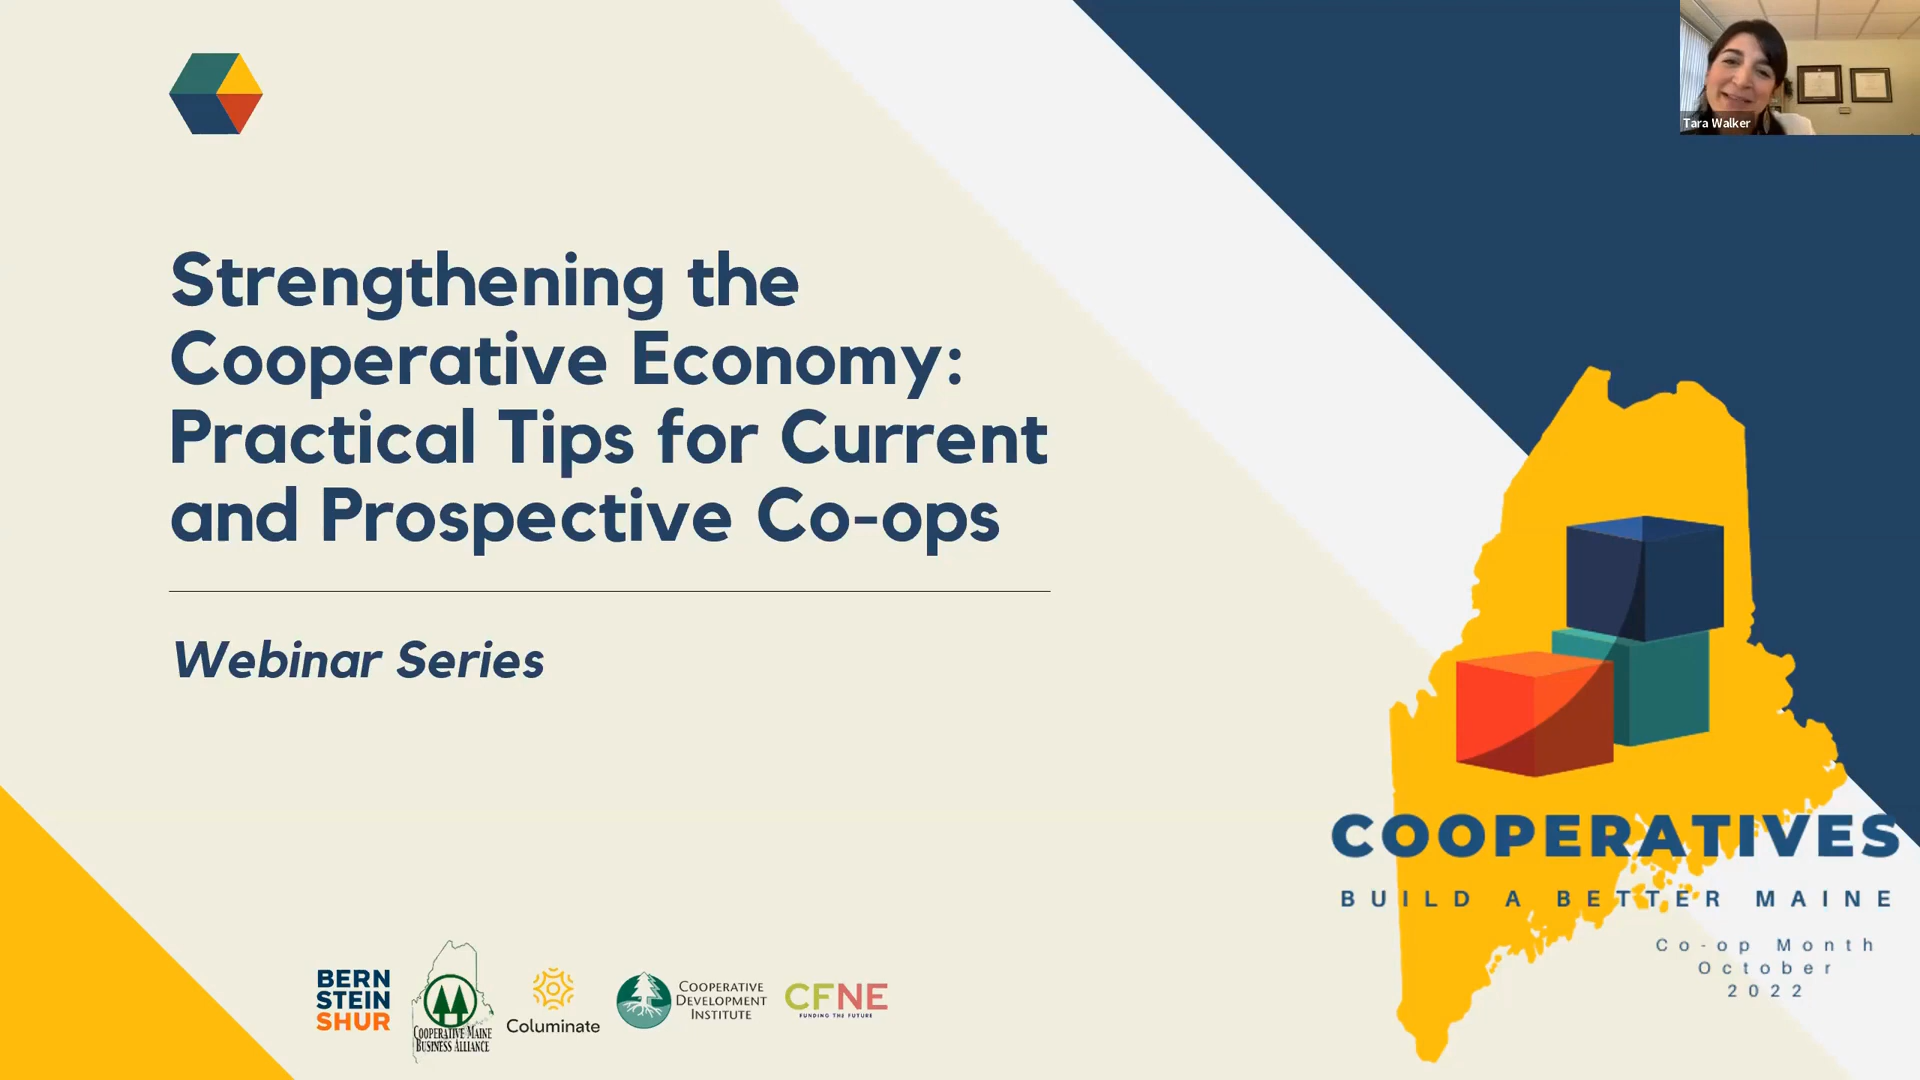 Tara Walker
Strengthening the
Cooperative Economy:
Practical Tips for Current
and Prospective Co-ops
Webinar Series
COOPERATIVES
BUILD A BETTER MAINE
Co-op Month
October
2022
BERN
STEIN
SHUR
COOPERATIVE MAINE
BUSINESS ALLIANCE
Columinate
COOPERATIVE
DEVELOPMENT
INSTITUTE
CFNE
FUNDING THE FUTURE